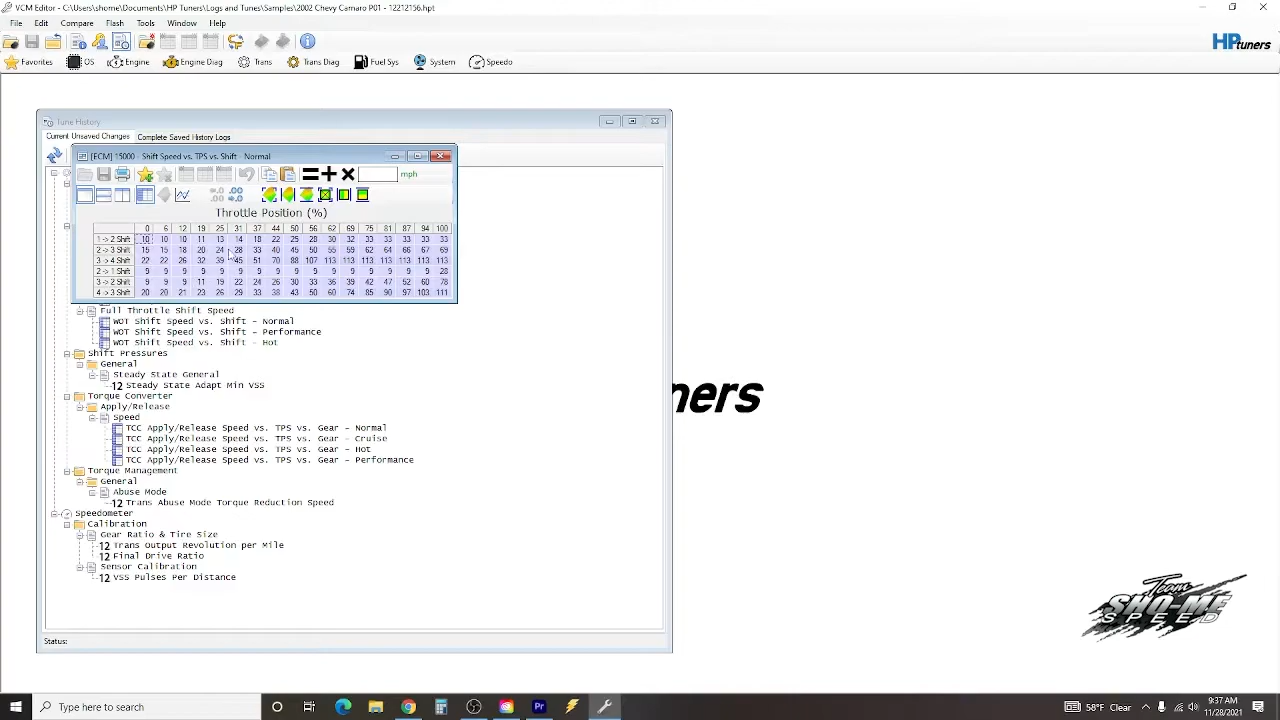 VCM Editor - C:\Users\shome\Documents\HP Tuners\Logs and Tunes\Samples\2002 Chevy Camaro P01 - 12212156.hpt
File Edit Compare Flash Tools Window Help
HPtuners
Favorites OS Engine Engine Diag Trans Trans Diag Fuel Sys System Speedo
Tune History
Current Unsaved Changes Complete Saved History Logs
[ECM] 15000 - Shift Speed vs. TPS vs. Shift - Normal
mph
Throttle Position (%)
0 6 12 19 25 31 37 44 50 56 62 69 75 81 87 94 100
1 -> 2 Shift 10 10 10 11 13 14 18 22 25 28 30 32 33 33 33 33 33
2 -> 3 Shift 15 15 18 20 24 28 33 40 45 50 55 59 62 64 66 67 69
3 -> 4 Shift 22 22 26 32 39 45 51 70 88 107 113 113 113 113 113 113 113
2 -> 1 Shift 9 9 9 9 9 9 9 9 9 9 9 9 9 9 9 9 28
3 -> 2 Shift 9 9 9 11 19 22 24 26 30 33 36 39 42 47 52 60 78
4 -> 3 Shift 20 20 21 23 26 29 33 38 43 50 60 74 85 90 97 103 111
Full Throttle Shift Speed
WOT Shift Speed vs. Shift - Normal
WOT Shift Speed vs. Shift - Performance
WOT Shift Speed vs. Shift - Hot
Shift Pressures
General
Steady State General
12 Steady State Adapt Min VSS
Torque Converter
Apply/Release
Speed
TCC Apply/Release Speed vs. TPS vs. Gear - Normal
TCC Apply/Release Speed vs. TPS vs. Gear - Cruise
TCC Apply/Release Speed vs. TPS vs. Gear - Hot
TCC Apply/Release Speed vs. TPS vs. Gear - Performance
Torque Management
General
Abuse Mode
12 Trans Abuse Mode Torque Reduction Speed
Speedometer
Calibration
Gear Ratio & Tire Size
12 Trans Output Revolution per Mile
12 Final Drive Ratio
Sensor Calibration
12 VSS Pulses Per Distance
Status:
ners
Team
SHO-ME
SPEED
Type here to search
58°F Clear
9:37 AM
11/28/2021